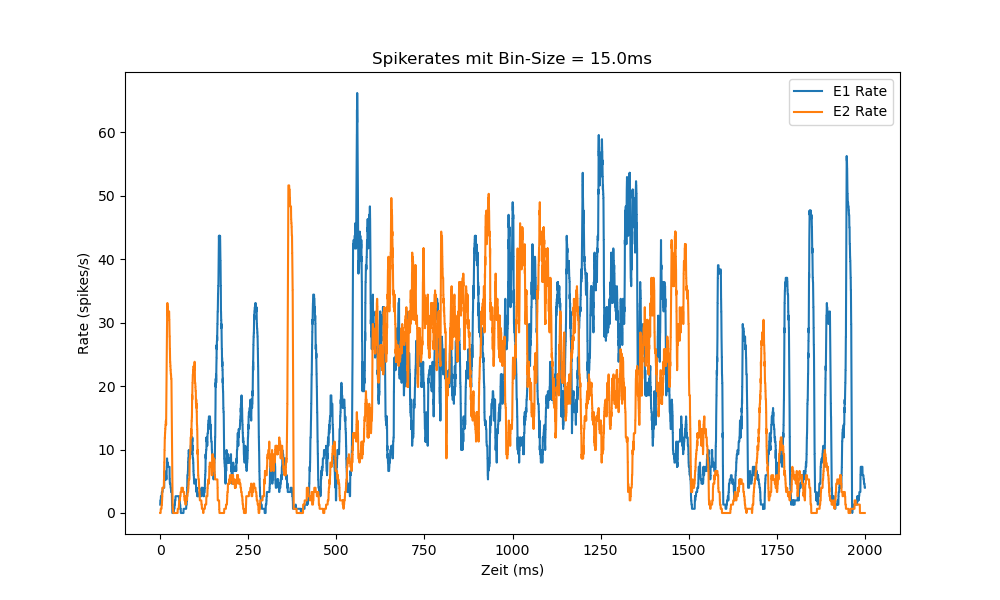 Spikerates mit Bin-Size = 15.0ms
E1 Rate
E2 Rate
Rate (spikes/s)
60
50
40
30
20
10
0
0 250 500 750 1000 1250 1500 1750 2000
Zeit (ms)